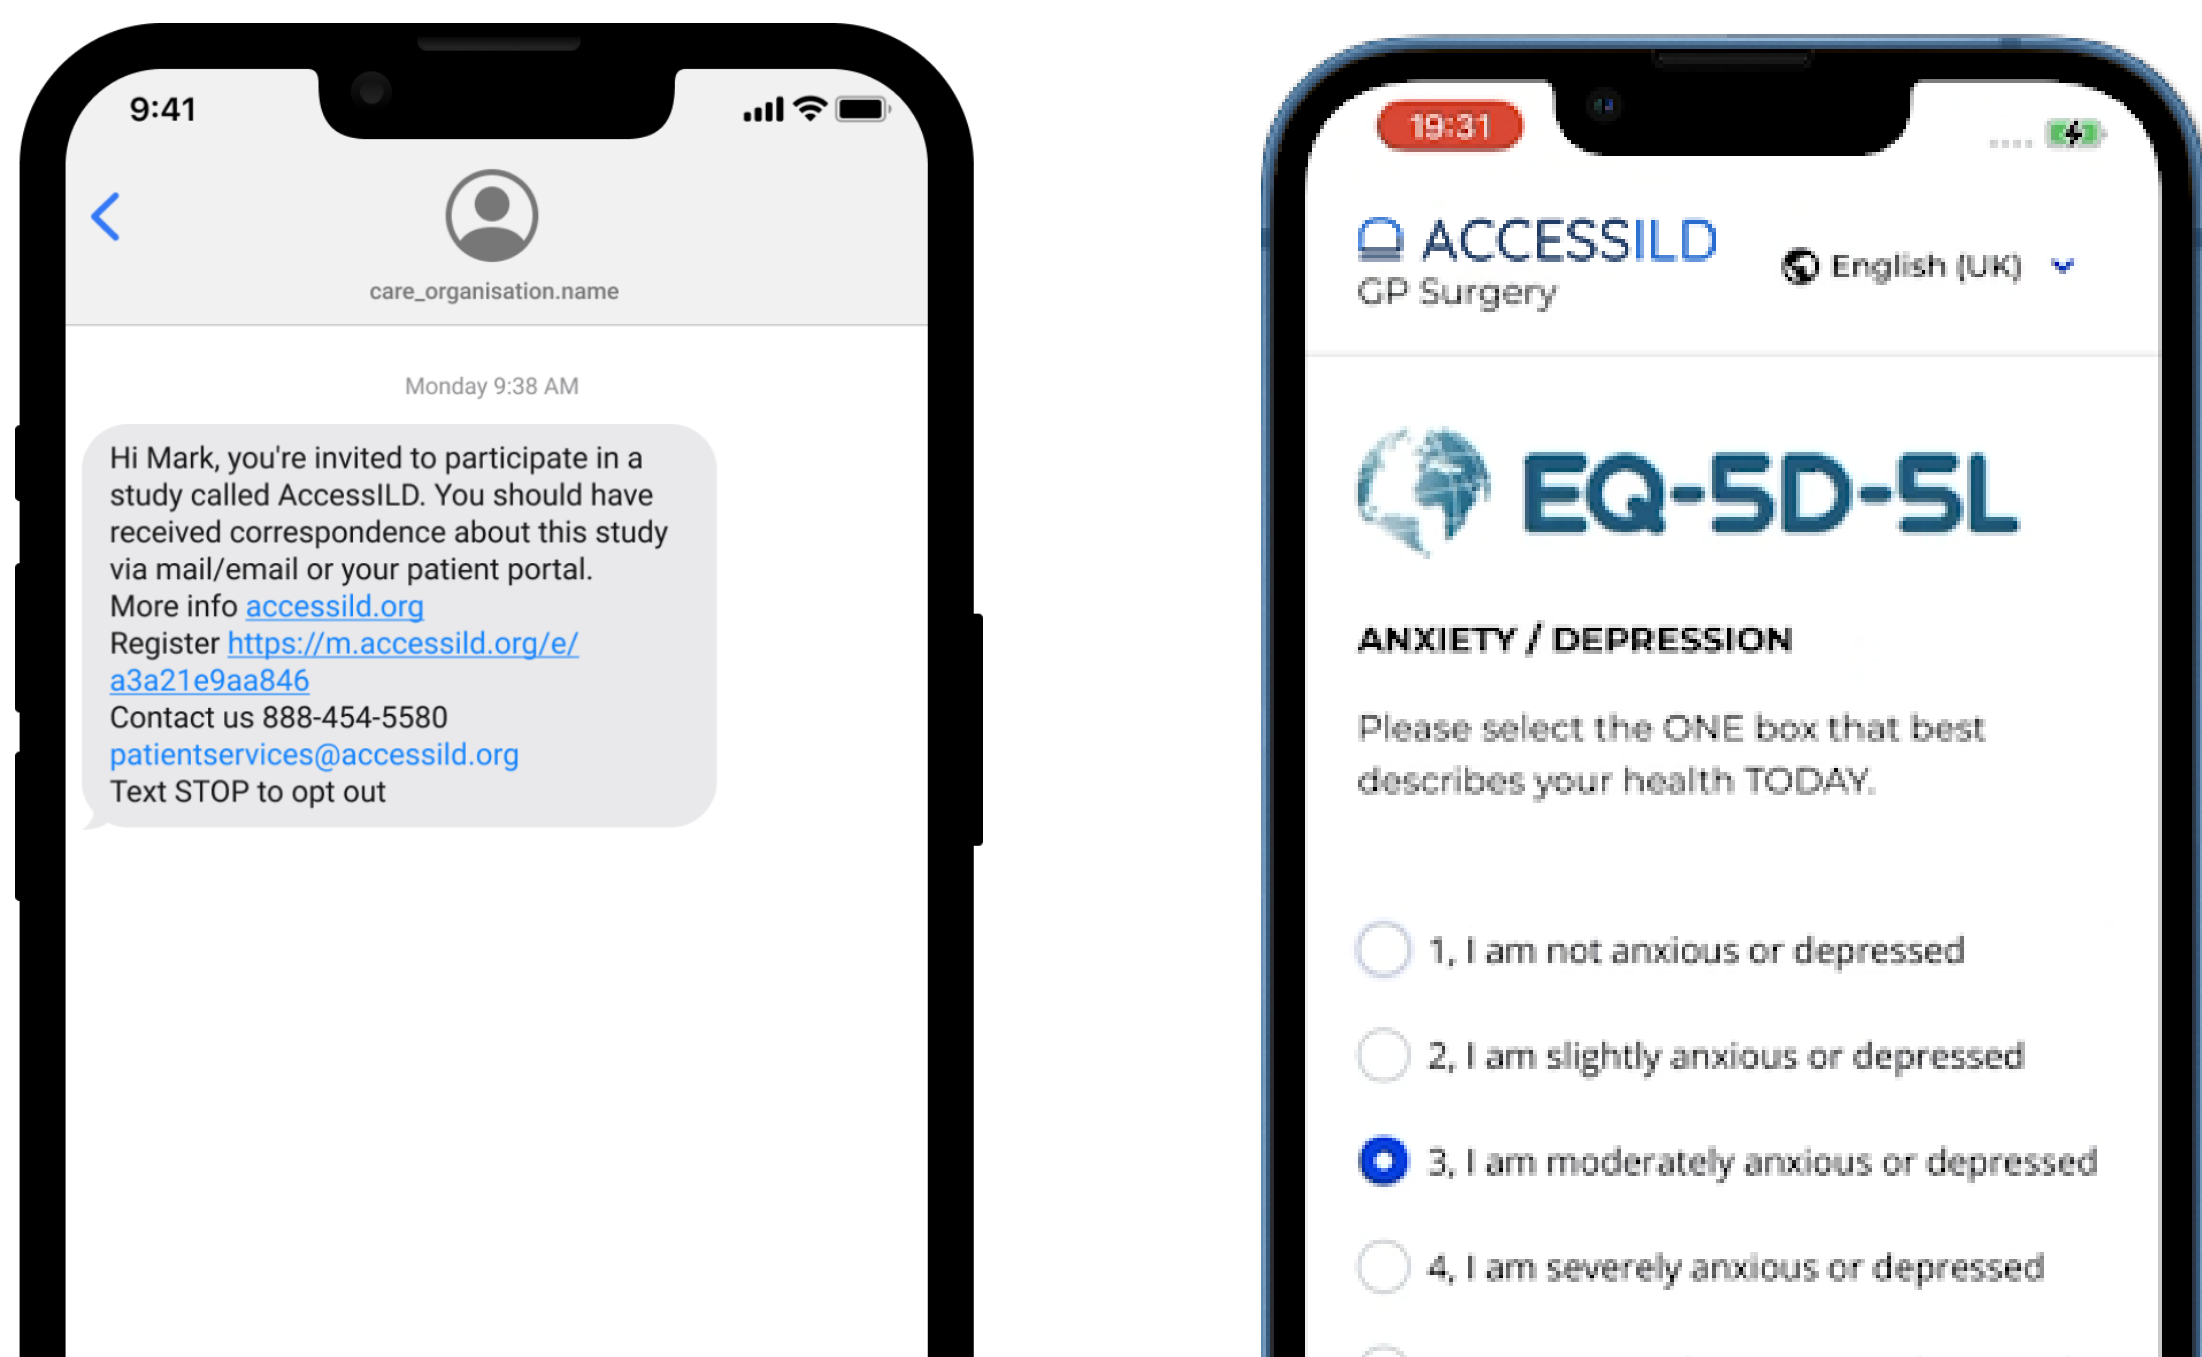 9:41
care_organisation.name
Monday 9:38 AM
Hi Mark, you're invited to participate in a
study called AccessILD. You should have
received correspondence about this study
via mail/email or your patient portal.
More info accessild.org
Register https://m.accessild.org/e/
a3a21e9aa846
Contact us 888-454-5580
patientservices@accessild.org
Text STOP to opt out
19:31
ACCESSILD
GP Surgery
English (UK)
EQ-5D-5L
ANXIETY / DEPRESSION
Please select the ONE box that best
describes your health TODAY.
1, I am not anxious or depressed
2, I am slightly anxious or depressed
3, I am moderately anxious or depressed
4, I am severely anxious or depressed